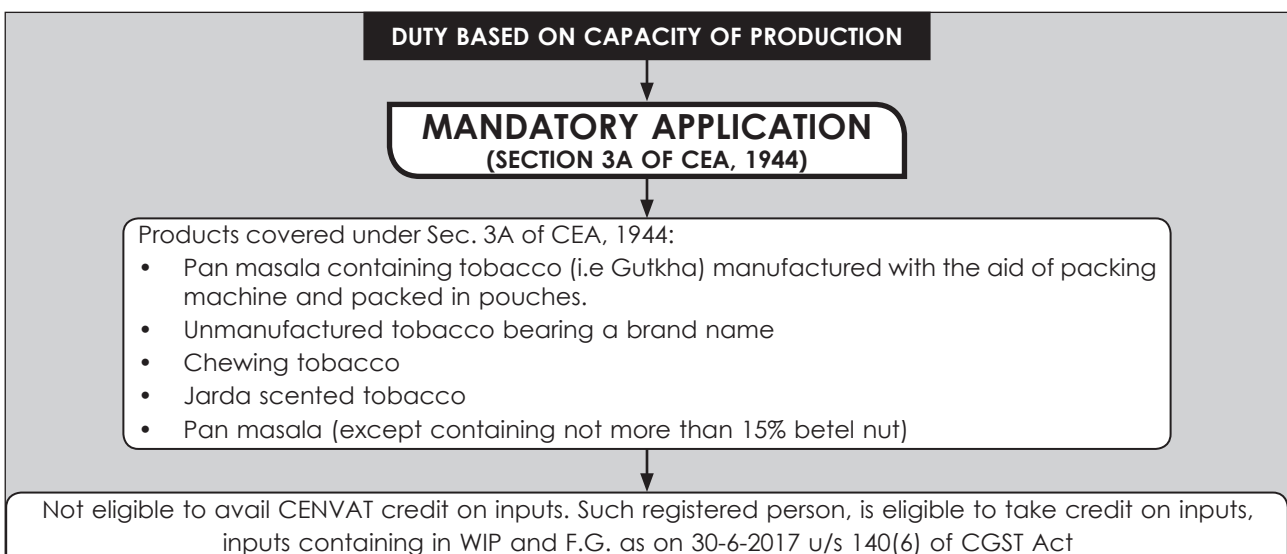 DUTY BASED ON CAPACITY OF PRODUCTION
MANDATORY APPLICATION
(SECTION 3A OF CEA, 1944)
Products covered under Sec. 3A of CEA, 1944:
• Pan masala containing tobacco (i.e Gutkha) manufactured with the aid of packing
machine and packed in pouches.
• Unmanufactured tobacco bearing a brand name
• Chewing tobacco
• Jarda scented tobacco
• Pan masala (except containing not more than 15% betel nut)
Not eligible to avail CENVAT credit on inputs. Such registered person, is eligible to take credit on inputs,
inputs containing in WIP and F.G. as on 30-6-2017 u/s 140(6) of CGST Act